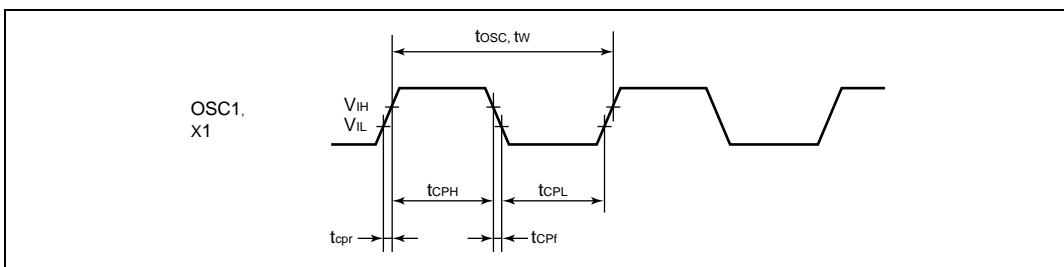 tOSC, tW
OSC1,
X1
VIH
VIL
tCPH
tCPL
tcpr
tCPf